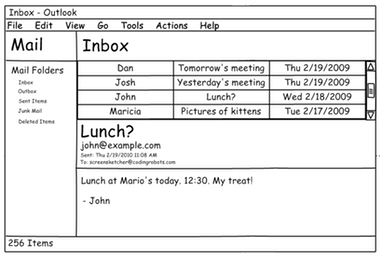 Inbox - Outlook
File Edit View Go Tools Actions Help
Mail
Inbox
Mail Folders
Inbox
Outbox
Sent Items
Junk Mail
Deleted Items
Dan Tomorrow's meeting Thu 2/19/2009
Josh Yesterday's meeting Thu 2/19/2009
John Lunch? Wed 2/18/2009
Maricia Pictures of kittens Tue 2/17/2009
Lunch?
john@example.com
Sent: Thu 2/19/2010 11:08 AM
To: screensketcher@codingrobots.com
Lunch at Mario's today. 12:30. My treat!
- John
256 Items